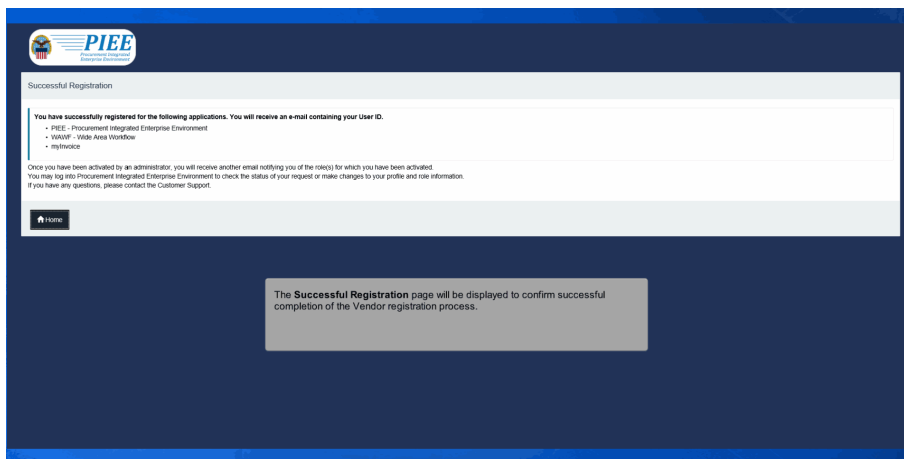 PIEE
Procurement Integrated
Enterprise Environment
Successful Registration
You have successfully registered for the following applications. You will receive an e-mail containing your User ID.
• PIEE - Procurement Integrated Enterprise Environment
• WAWF - Wide Area Workflow
• myInvoice
Once you have been activated by an administrator, you will receive another email notifying you of the role(s) for which you have been activated.
You may log into Procurement Integrated Enterprise Environment to check the status of your request or make changes to your profile and role information.
If you have any questions, please contact the Customer Support.
Home
The Successful Registration page will be displayed to confirm successful
completion of the Vendor registration process.